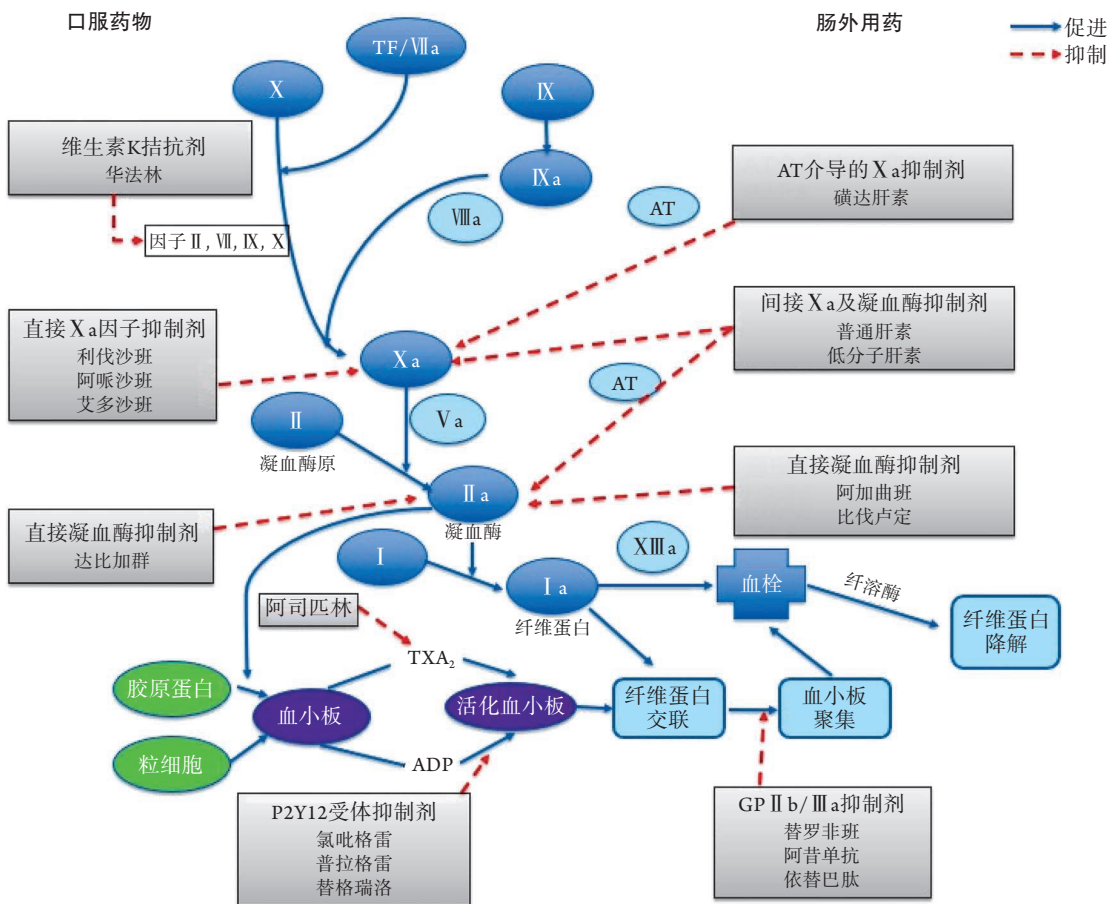 口服药物
肠外用药
促进
抑制
TF/Ⅶa
X
Ⅸ
维生素K拮抗剂
华法林
Ⅸa
AT介导的Ⅹa抑制剂
磺达肝素
Ⅷa
AT
因子Ⅱ, Ⅶ, Ⅸ, X
直接Ⅹa因子抑制剂
利伐沙班
阿哌沙班
艾多沙班
间接Ⅹa及凝血酶抑制剂
普通肝素
低分子肝素
Ⅹa
AT
Ⅱ
凝血酶原
Ⅴa
Ⅱa
凝血酶
直接凝血酶抑制剂
阿加曲班
比伐卢定
直接凝血酶抑制剂
达比加群
Ⅰ
ⅩⅢa
Ⅰa
纤维蛋白
血栓
纤溶酶
纤维蛋白
降解
阿司匹林
TXA₂
胶原蛋白
血小板
活化血小板
纤维蛋白
交联
血小板
聚集
粒细胞
ADP
P2Y12受体抑制剂
氯吡格雷
普拉格雷
替格瑞洛
GPⅡb/Ⅲa抑制剂
替罗非班
阿昔单抗
依替巴肽